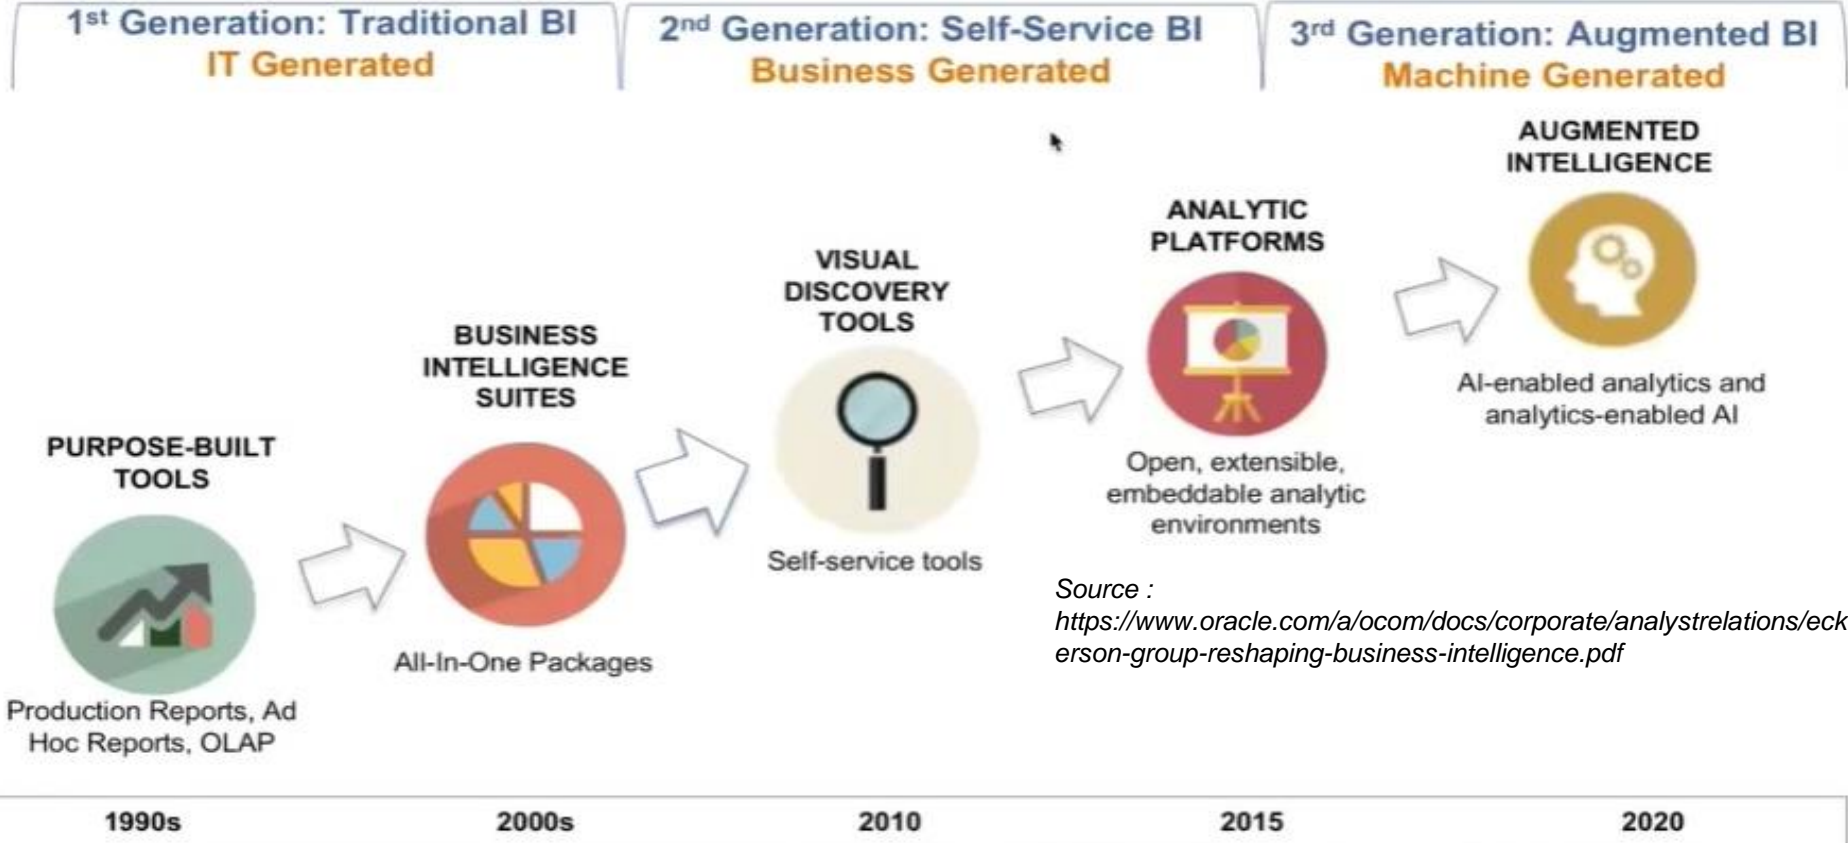 1st Generation: Traditional BI
IT Generated
2nd Generation: Self-Service BI
Business Generated
3rd Generation: Augmented BI
Machine Generated
PURPOSE-BUILT
TOOLS
Production Reports, Ad
Hoc Reports, OLAP
BUSINESS
INTELLIGENCE
SUITES
All-In-One Packages
VISUAL
DISCOVERY
TOOLS
Self-service tools
ANALYTIC
PLATFORMS
Open, extensible,
embeddable analytic
environments
AUGMENTED
INTELLIGENCE
AI-enabled analytics and
analytics-enabled AI
Source :
https://www.oracle.com/a/ocom/docs/corporate/analystrelations/eck
erson-group-reshaping-business-intelligence.pdf
1990s
2000s
2010
2015
2020